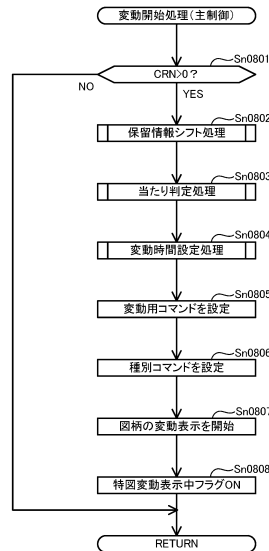 変動開始処理(主制御)
Sn0801
CRN>0?
NO
YES
Sn0802
保留情報シフト処理
Sn0803
当たり判定処理
Sn0804
変動時間設定処理
Sn0805
変動用コマンドを設定
Sn0806
種別コマンドを設定
Sn0807
図柄の変動表示を開始
Sn0808
特図変動表示中フラグON
RETURN